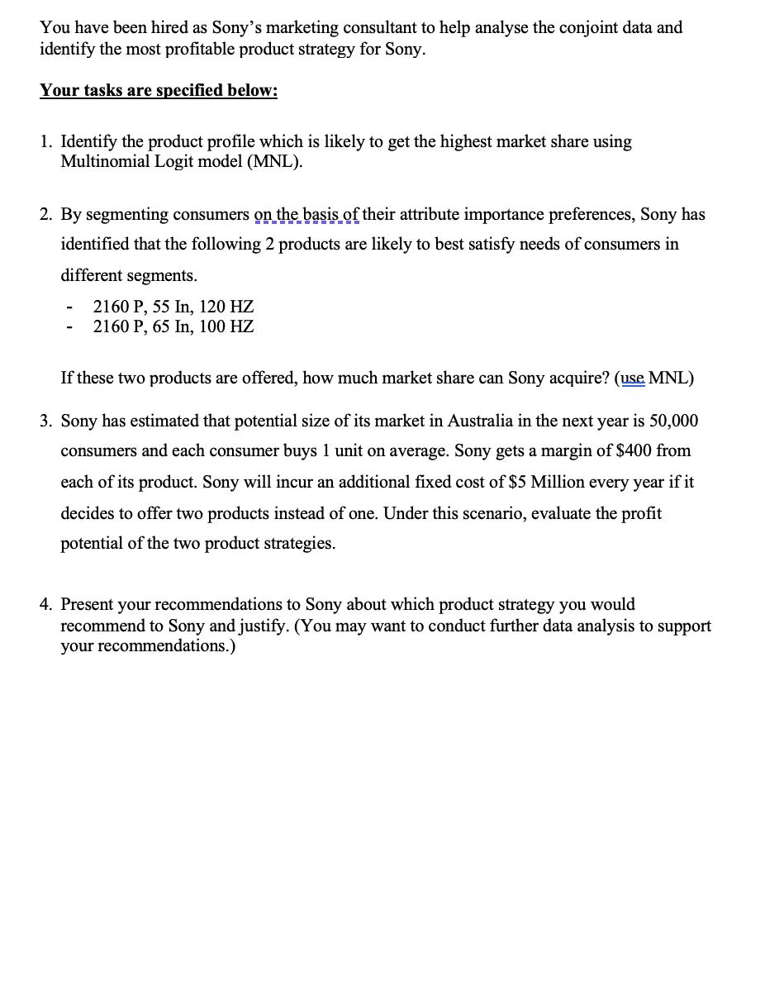 You have been hired as Sony’s marketing consultant to help analyse the conjoint data and
identify the most profitable product strategy for Sony.
Your tasks are specified below:
1. Identify the product profile which is likely to get the highest market share using
Multinomial Logit model (MNL).
2. By segmenting consumers on the basis of their attribute importance preferences, Sony has
identified that the following 2 products are likely to best satisfy needs of consumers in
different segments.
- 2160 P, 55 In, 120 HZ
- 2160 P, 65 In, 100 HZ
If these two products are offered, how much market share can Sony acquire? (use MNL)
3. Sony has estimated that potential size of its market in Australia in the next year is 50,000
consumers and each consumer buys 1 unit on average. Sony gets a margin of $400 from
each of its product. Sony will incur an additional fixed cost of $5 Million every year if it
decides to offer two products instead of one. Under this scenario, evaluate the profit
potential of the two product strategies.
4. Present your recommendations to Sony about which product strategy you would
recommend to Sony and justify. (You may want to conduct further data analysis to support
your recommendations.)